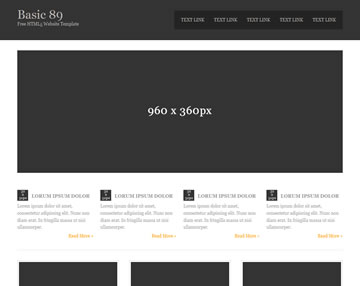 Basic 89
Free HTML5 Website Template
TEXT LINK TEXT LINK TEXT LINK TEXT LINK TEXT LINK
960 x 360px
LOREM IPSUM DOLOR
Lorem ipsum dolor sit amet,
consectetur adipiscing elit. Nunc non
diam erat. In fringilla massa ut nisi
ullamcorper.
Read More »
LOREM IPSUM DOLOR
Lorem ipsum dolor sit amet,
consectetur adipiscing elit. Nunc non
diam erat. In fringilla massa ut nisi
ullamcorper.
Read More »
LOREM IPSUM DOLOR
Lorem ipsum dolor sit amet,
consectetur adipiscing elit. Nunc non
diam erat. In fringilla massa ut nisi
ullamcorper.
Read More »
LOREM IPSUM DOLOR
Lorem ipsum dolor sit amet,
consectetur adipiscing elit. Nunc non
diam erat. In fringilla massa ut nisi
ullamcorper.
Read More »